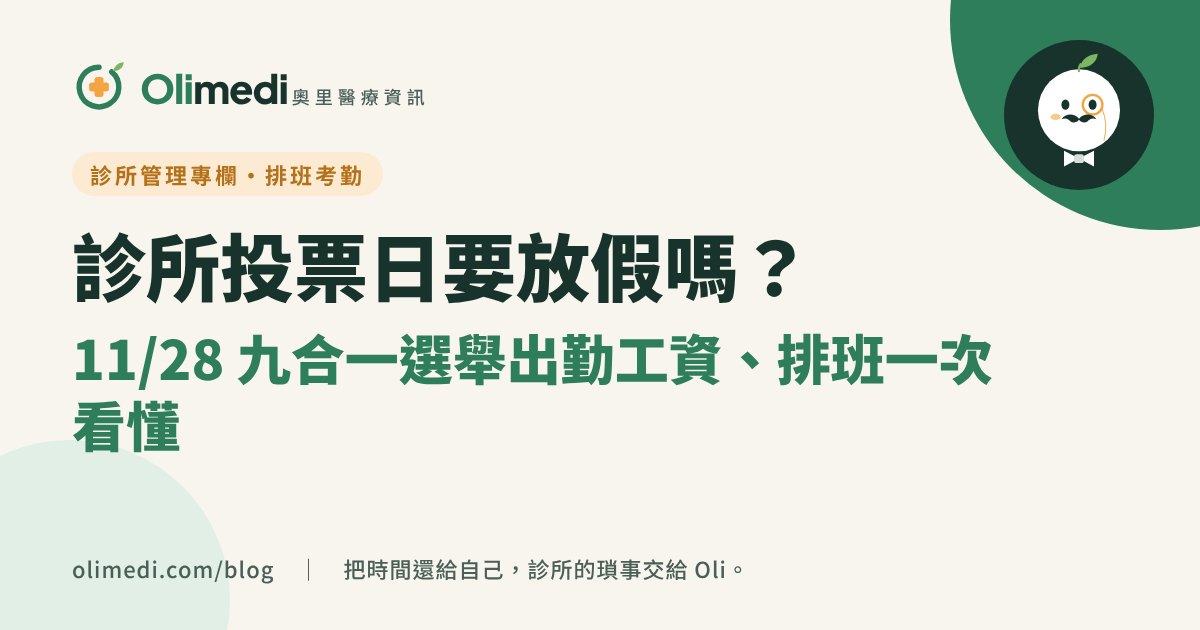 Olimedi 奧里醫療資訊
診所管理專欄・排班考勤
診所投票日要放假嗎？
11/28 九合一選舉出勤工資、排班一次
看懂
olimedi.com/blog ｜ 把時間還給自己，診所的瑣事交給 Oli。